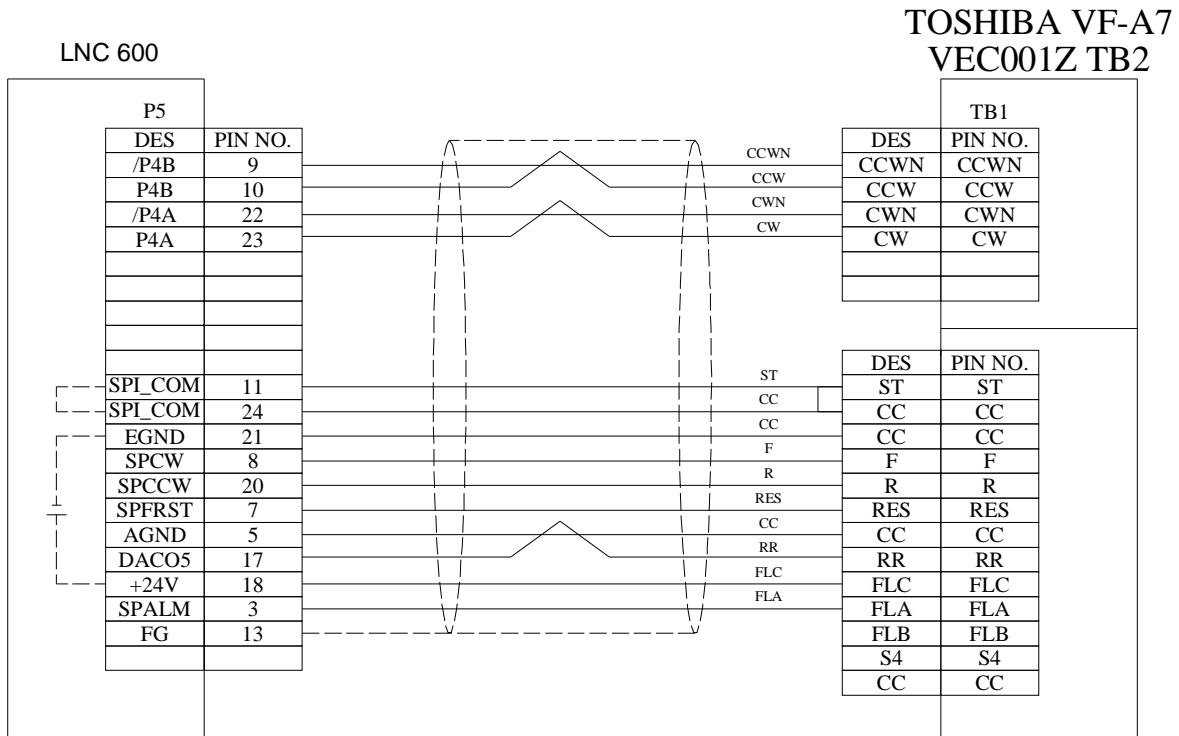 TOSHIBA VF-A7
VEC001Z TB2
LNC 600
P5
DES PIN NO.
/P4B 9
P4B 10
/P4A 22
P4A 23
SPI_COM 11
SPI_COM 24
EGND 21
SPCW 8
SPCCW 20
SPFRST 7
AGND 5
DACO5 17
+24V 18
SPALM 3
FG 13
CCWN
CCW
CWN
CW
ST
CC
CC
F
R
RES
CC
RR
FLC
FLA
TB1
DES PIN NO.
CCWN CCWN
CCW CCW
CWN CWN
CW CW
DES PIN NO.
ST ST
CC CC
CC CC
F F
R R
RES RES
CC CC
RR RR
FLC FLC
FLA FLA
FLB FLB
S4 S4
CC CC